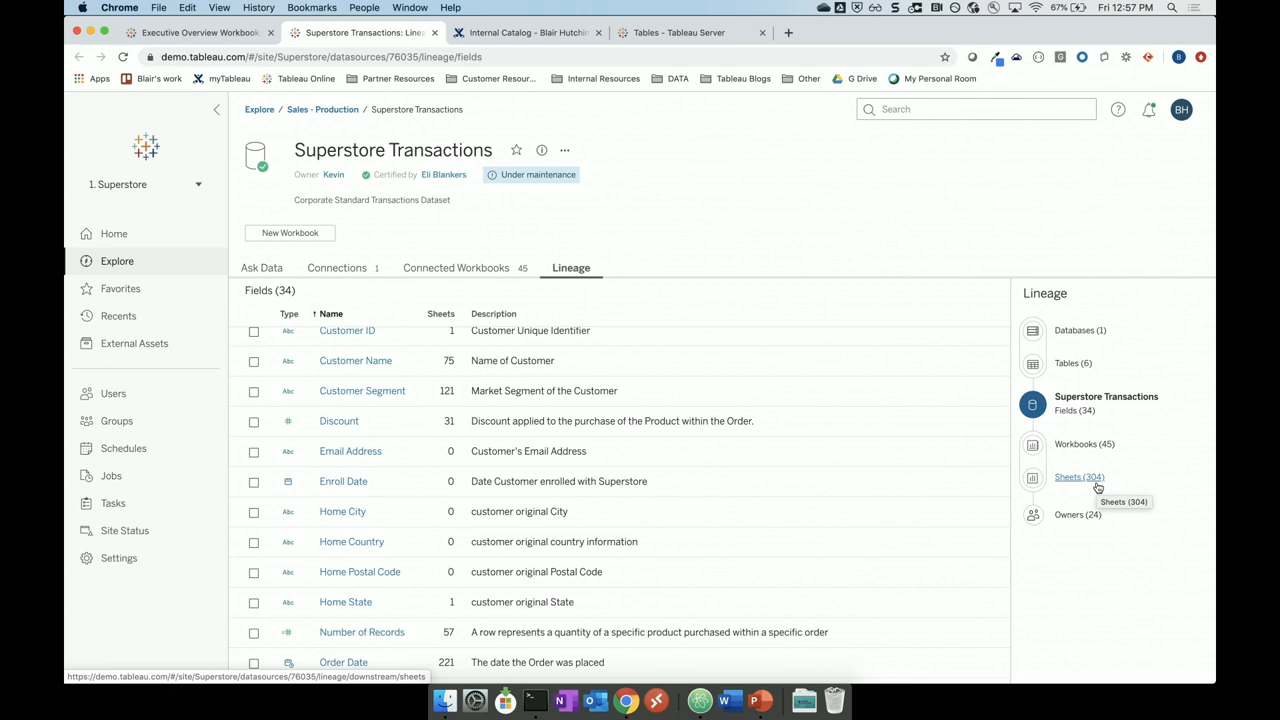 Chrome File Edit View History Bookmarks People Window Help 67% Fri 12:57 PM
Executive Overview Workbook: Superstore Transactions: Linea Internal Catalog - Blair Hutchin Tables - Tableau Server
demo.tableau.com/#/site/Superstore/datasources/76035/lineage/fields
Apps Blair's work myTableau Tableau Online Partner Resources Customer Resour... Internal Resources DATA Tableau Blogs Other G Drive My Personal Room
Explore / Sales - Production / Superstore Transactions
Search
BH
1. Superstore
Home
Explore
Favorites
Recents
External Assets
Users
Groups
Schedules
Jobs
Tasks
Site Status
Settings
Superstore Transactions
Owner Kevin Certified by Eli Blankers Under maintenance
Corporate Standard Transactions Dataset
New Workbook
Ask Data Connections 1 Connected Workbooks 45 Lineage
Fields (34)
Type ↑ Name Sheets Description
Abc Customer ID 1 Customer Unique Identifier
Abc Customer Name 75 Name of Customer
Abc Customer Segment 121 Market Segment of the Customer
# Discount 31 Discount applied to the purchase of the Product within the Order.
Abc Email Address 0 Customer's Email Address
Enroll Date 0 Date Customer enrolled with Superstore
Abc Home City 0 customer original City
Abc Home Country 0 customer original country information
Abc Home Postal Code 0 customer original Postal Code
Abc Home State 1 customer original State
=# Number of Records 57 A row represents a quantity of a specific product purchased within a specific order
Order Date 221 The date the Order was placed
Lineage
Databases (1)
Tables (6)
Superstore Transactions
Fields (34)
Workbooks (45)
Sheets (304)
Sheets (304)
Owners (24)
https://demo.tableau.com/#/site/Superstore/datasources/76035/lineage/downstream/sheets